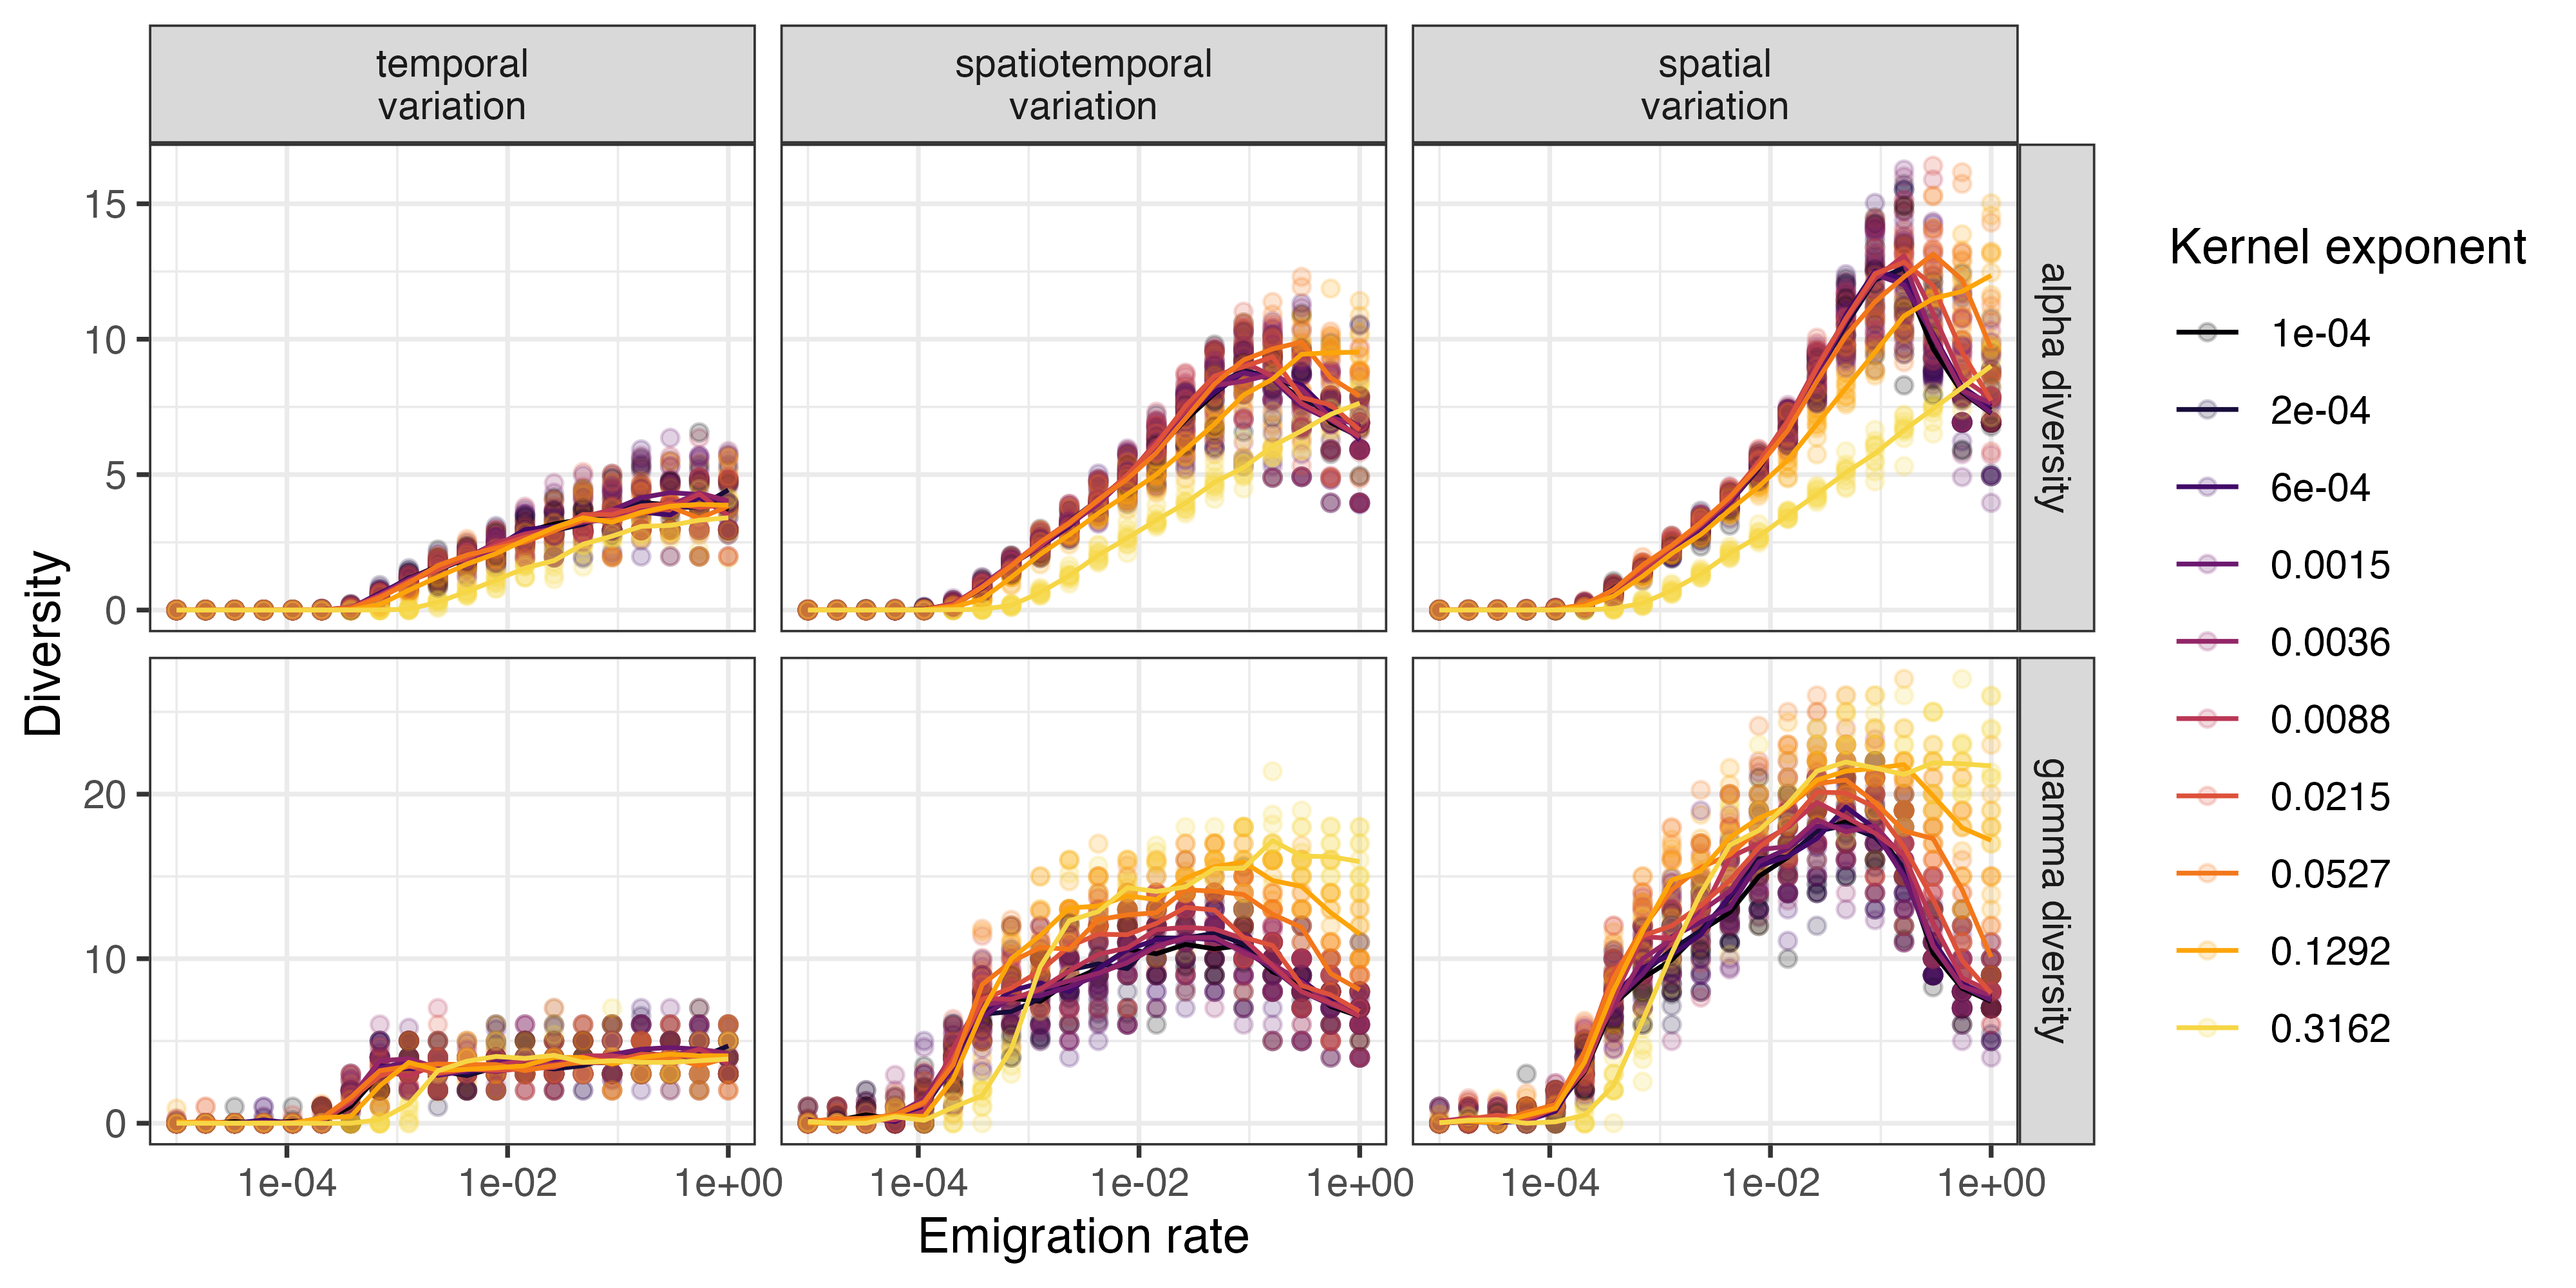 temporal
variation
spatiotemporal
variation
spatial
variation
15
10
5
0
alpha diversity
20
10
0
gamma diversity
Diversity
1e-04
1e-02
1e+00
1e-04
1e-02
1e+00
1e-04
1e-02
1e+00
Emigration rate
Kernel exponent
1e-04
2e-04
6e-04
0.0015
0.0036
0.0088
0.0215
0.0527
0.1292
0.3162